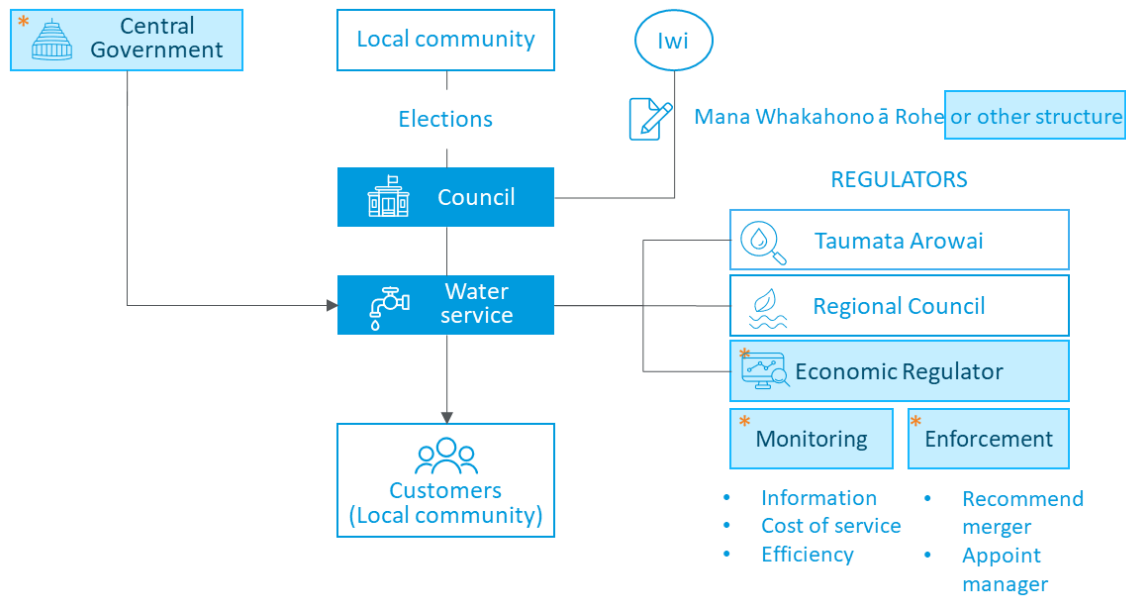 * Central
Government
Local community
Iwi
Elections
Mana Whakahono ā Rohe or other structure
Council
REGULATORS
Taumata Arowai
Water
service
Regional Council
* Economic Regulator
* Monitoring
* Enforcement
Customers
(Local community)
• Information
• Cost of service
• Efficiency
• Recommend
merger
• Appoint
manager